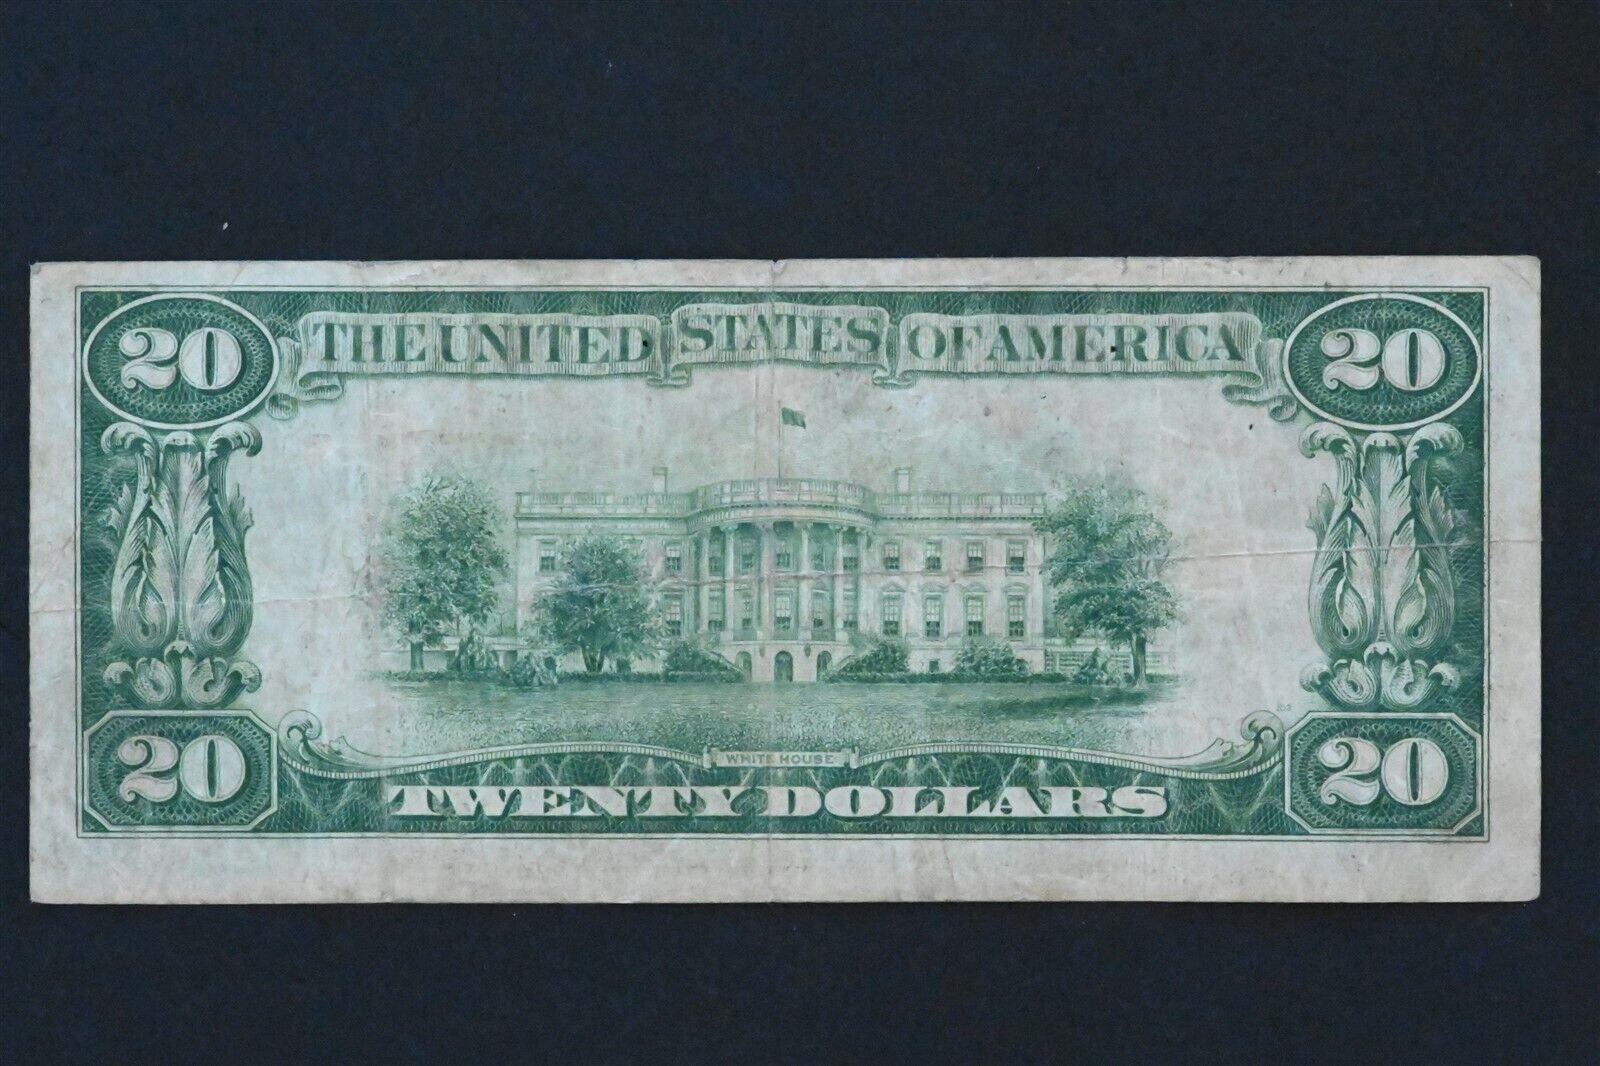 20 THE UNITED STATES OF AMERICA 20
WHITE HOUSE
20 TWENTY DOLLARS 20